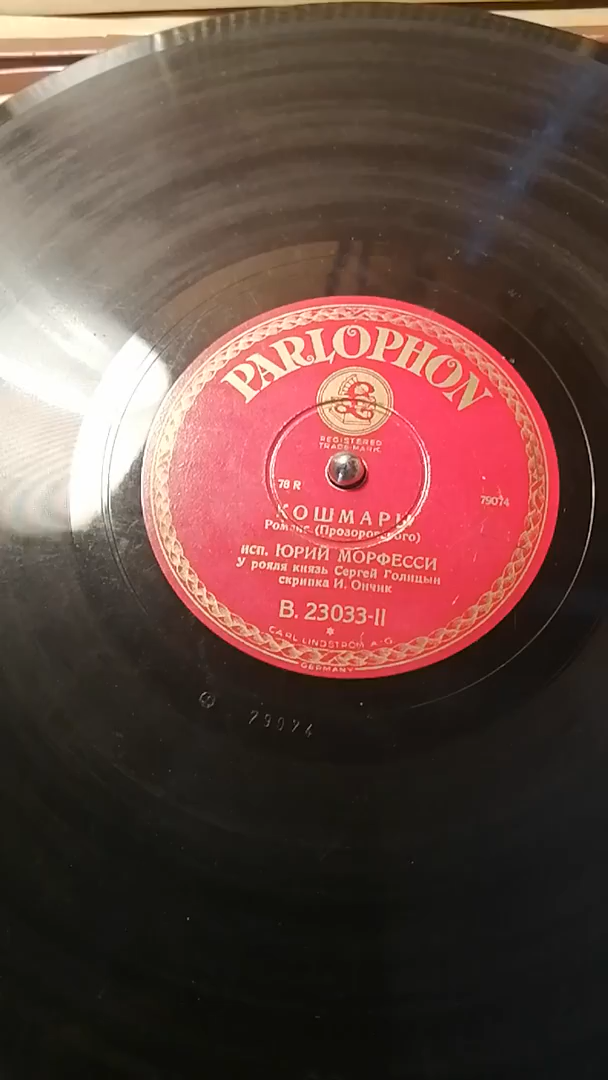 PARLOPHON
REGISTERED
TRADE-MARK
78 R
79074
КОШМАРЫ
Романс (Прозоровского)
исп. ЮРИЙ МОРФЕССИ
У рояля князь Сергей Голицын
скрипка И. Ончик
B. 23033-II
*
CARL LINDSTRÖM A.-G.
GERMANY
79074